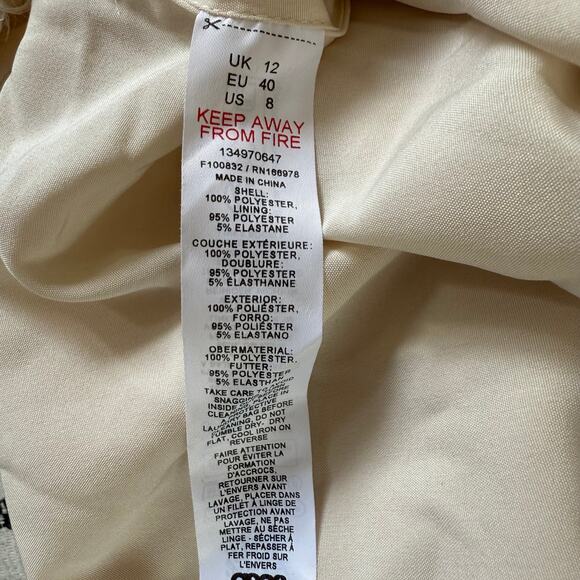 UK 12
EU 40
US 8
KEEP AWAY
FROM FIRE
134970647
F100832 / RN166978
MADE IN CHINA
SHELL:
100% POLYESTER,
LINING:
95% POLYESTER
5% ELASTANE
COUCHE EXTÉRIEURE:
100% POLYESTER,
DOUBLURE:
95% POLYESTER
5% ÉLASTHANNE
EXTERIOR:
100% POLIÉSTER,
FORRO:
95% POLIÉSTER
5% ELASTANO
OBERMATERIAL:
100% POLYESTER,
FUTTER:
95% POLYESTER
5% ELASTHAN
TAKE CARE TO AVOID
INSIDE PLACE IN
BAG BEFORE
DO NOT
TUMBLE DRY. DRY
FLAT, COOL IRON ON
REVERSE
FAIRE ATTENTION
POUR ÉVITER LA
FORMATION
D'ACCROCS,
RETOURNER SUR
L'ENVERS AVANT
LAVAGE, PLACER DANS
UN FILET À LINGE DE
PROTECTION AVANT
LAVAGE, NE PAS
METTRE AU SÈCHE
LINGE - SÉCHER À
PLAT, REPASSER À
FER FROID SUR
L'ENVERS